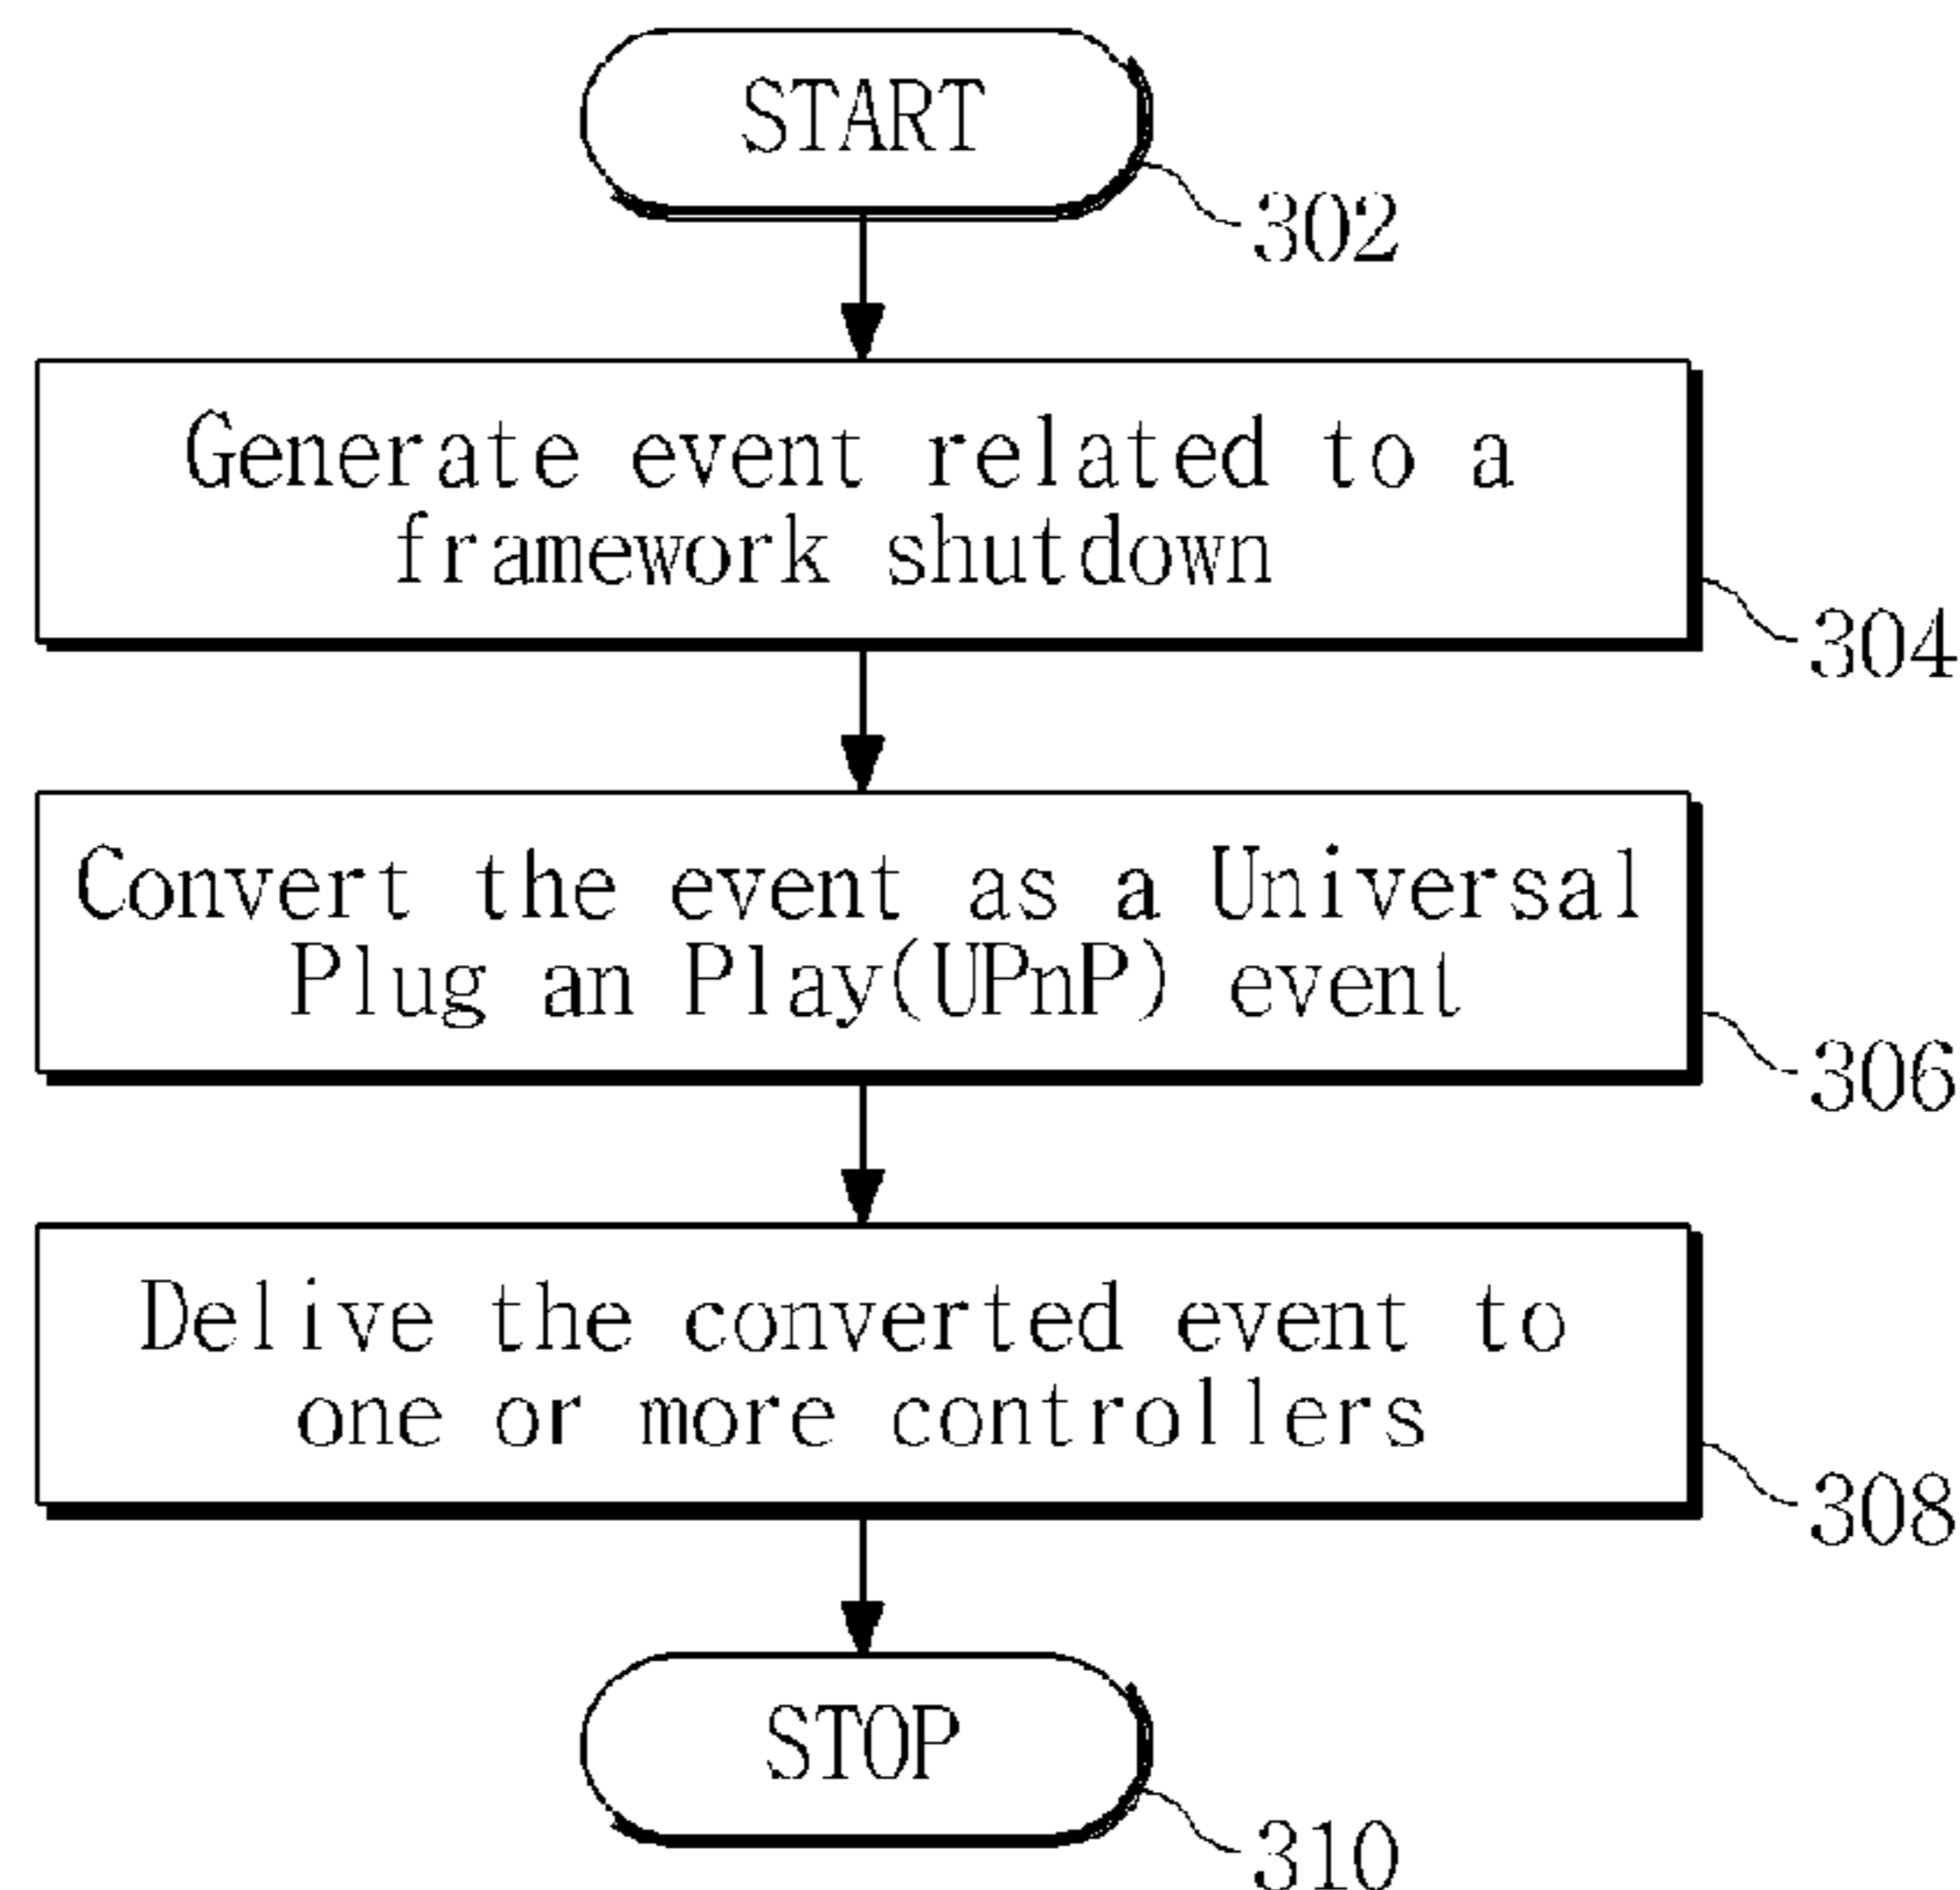 START
302
Generate event related to a
framework shutdown
304
Convert the event as a Universal
Plug an Play(UPnP) event
306
Delive the converted event to
one or more controllers
308
STOP
310